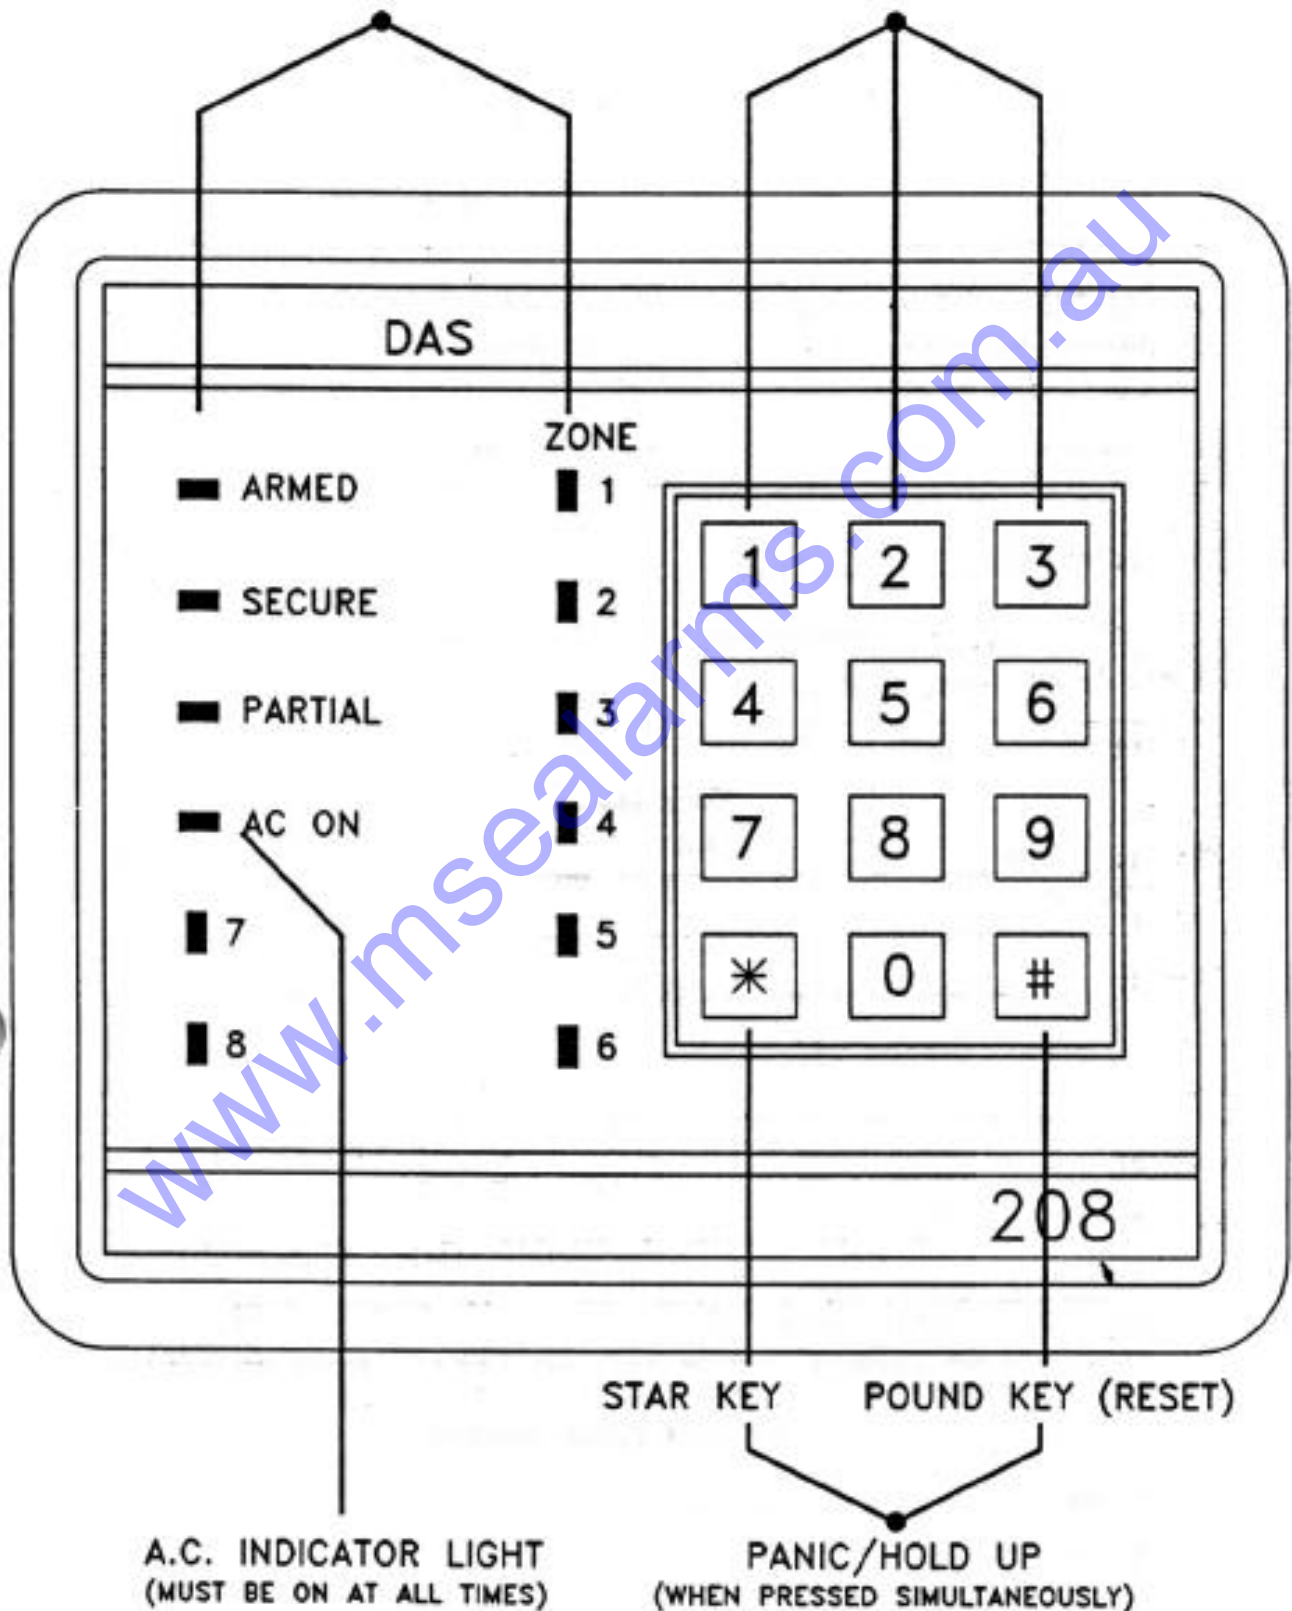 DAS
ZONE
ARMED
SECURE
PARTIAL
AC ON
7
8
1
2
3
4
5
6
1 2 3
4 5 6
7 8 9
* 0 #
208
STAR KEY
POUND KEY (RESET)
A.C. INDICATOR LIGHT
(MUST BE ON AT ALL TIMES)
PANIC/HOLD UP
(WHEN PRESSED SIMULTANEOUSLY)
www.msealarms.com.au